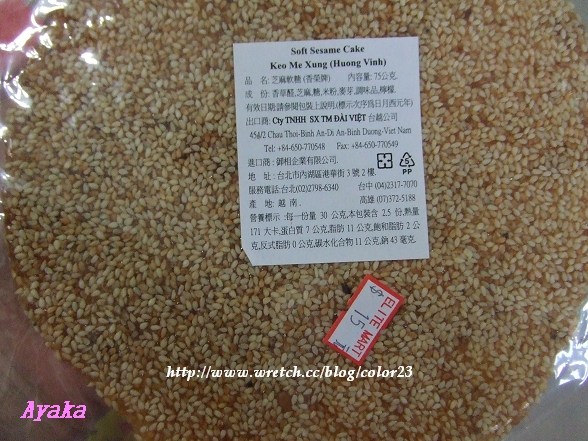 Soft Sesame Cake
Keo Me Xung (Huong Vinh)
品 名:芝麻軟糖 (香榮牌) 內容量:75公克
成 份:香草醛,芝麻,糖,米粉,麥芽,調味品,檸檬.
有效日期:請參閱包裝上說明(標示次序為日月西元年)
出口商: Cty TNHH SX TM ĐÀI VIỆT 台越公司
45¢/2 Chau Thoi-Binh An-Di An-Binh Duong-Viet Nam
Tel: +84-650-770548 Fax: +84-650-770549
進口商: 御相企業有限公司.
地 址: 台北市內湖區港華街3號2樓.
服務電話:台北(02)2798-6340 台中 (04)2317-7070
產 地: 越 南. 高雄 (07)372-5188
PP
營養標示 :每一份量 30 公克,本包裝含 2.5 份,熱量
171 大卡,蛋白質 7 公克,脂肪 11 公克,飽和脂肪 2 公
克,反式脂肪 0 公克,碳水化合物 11 公克,鈉 43 毫克.
ELITE MART
$ 15
http://www.wretch.cc/blog/color23
Ayaka